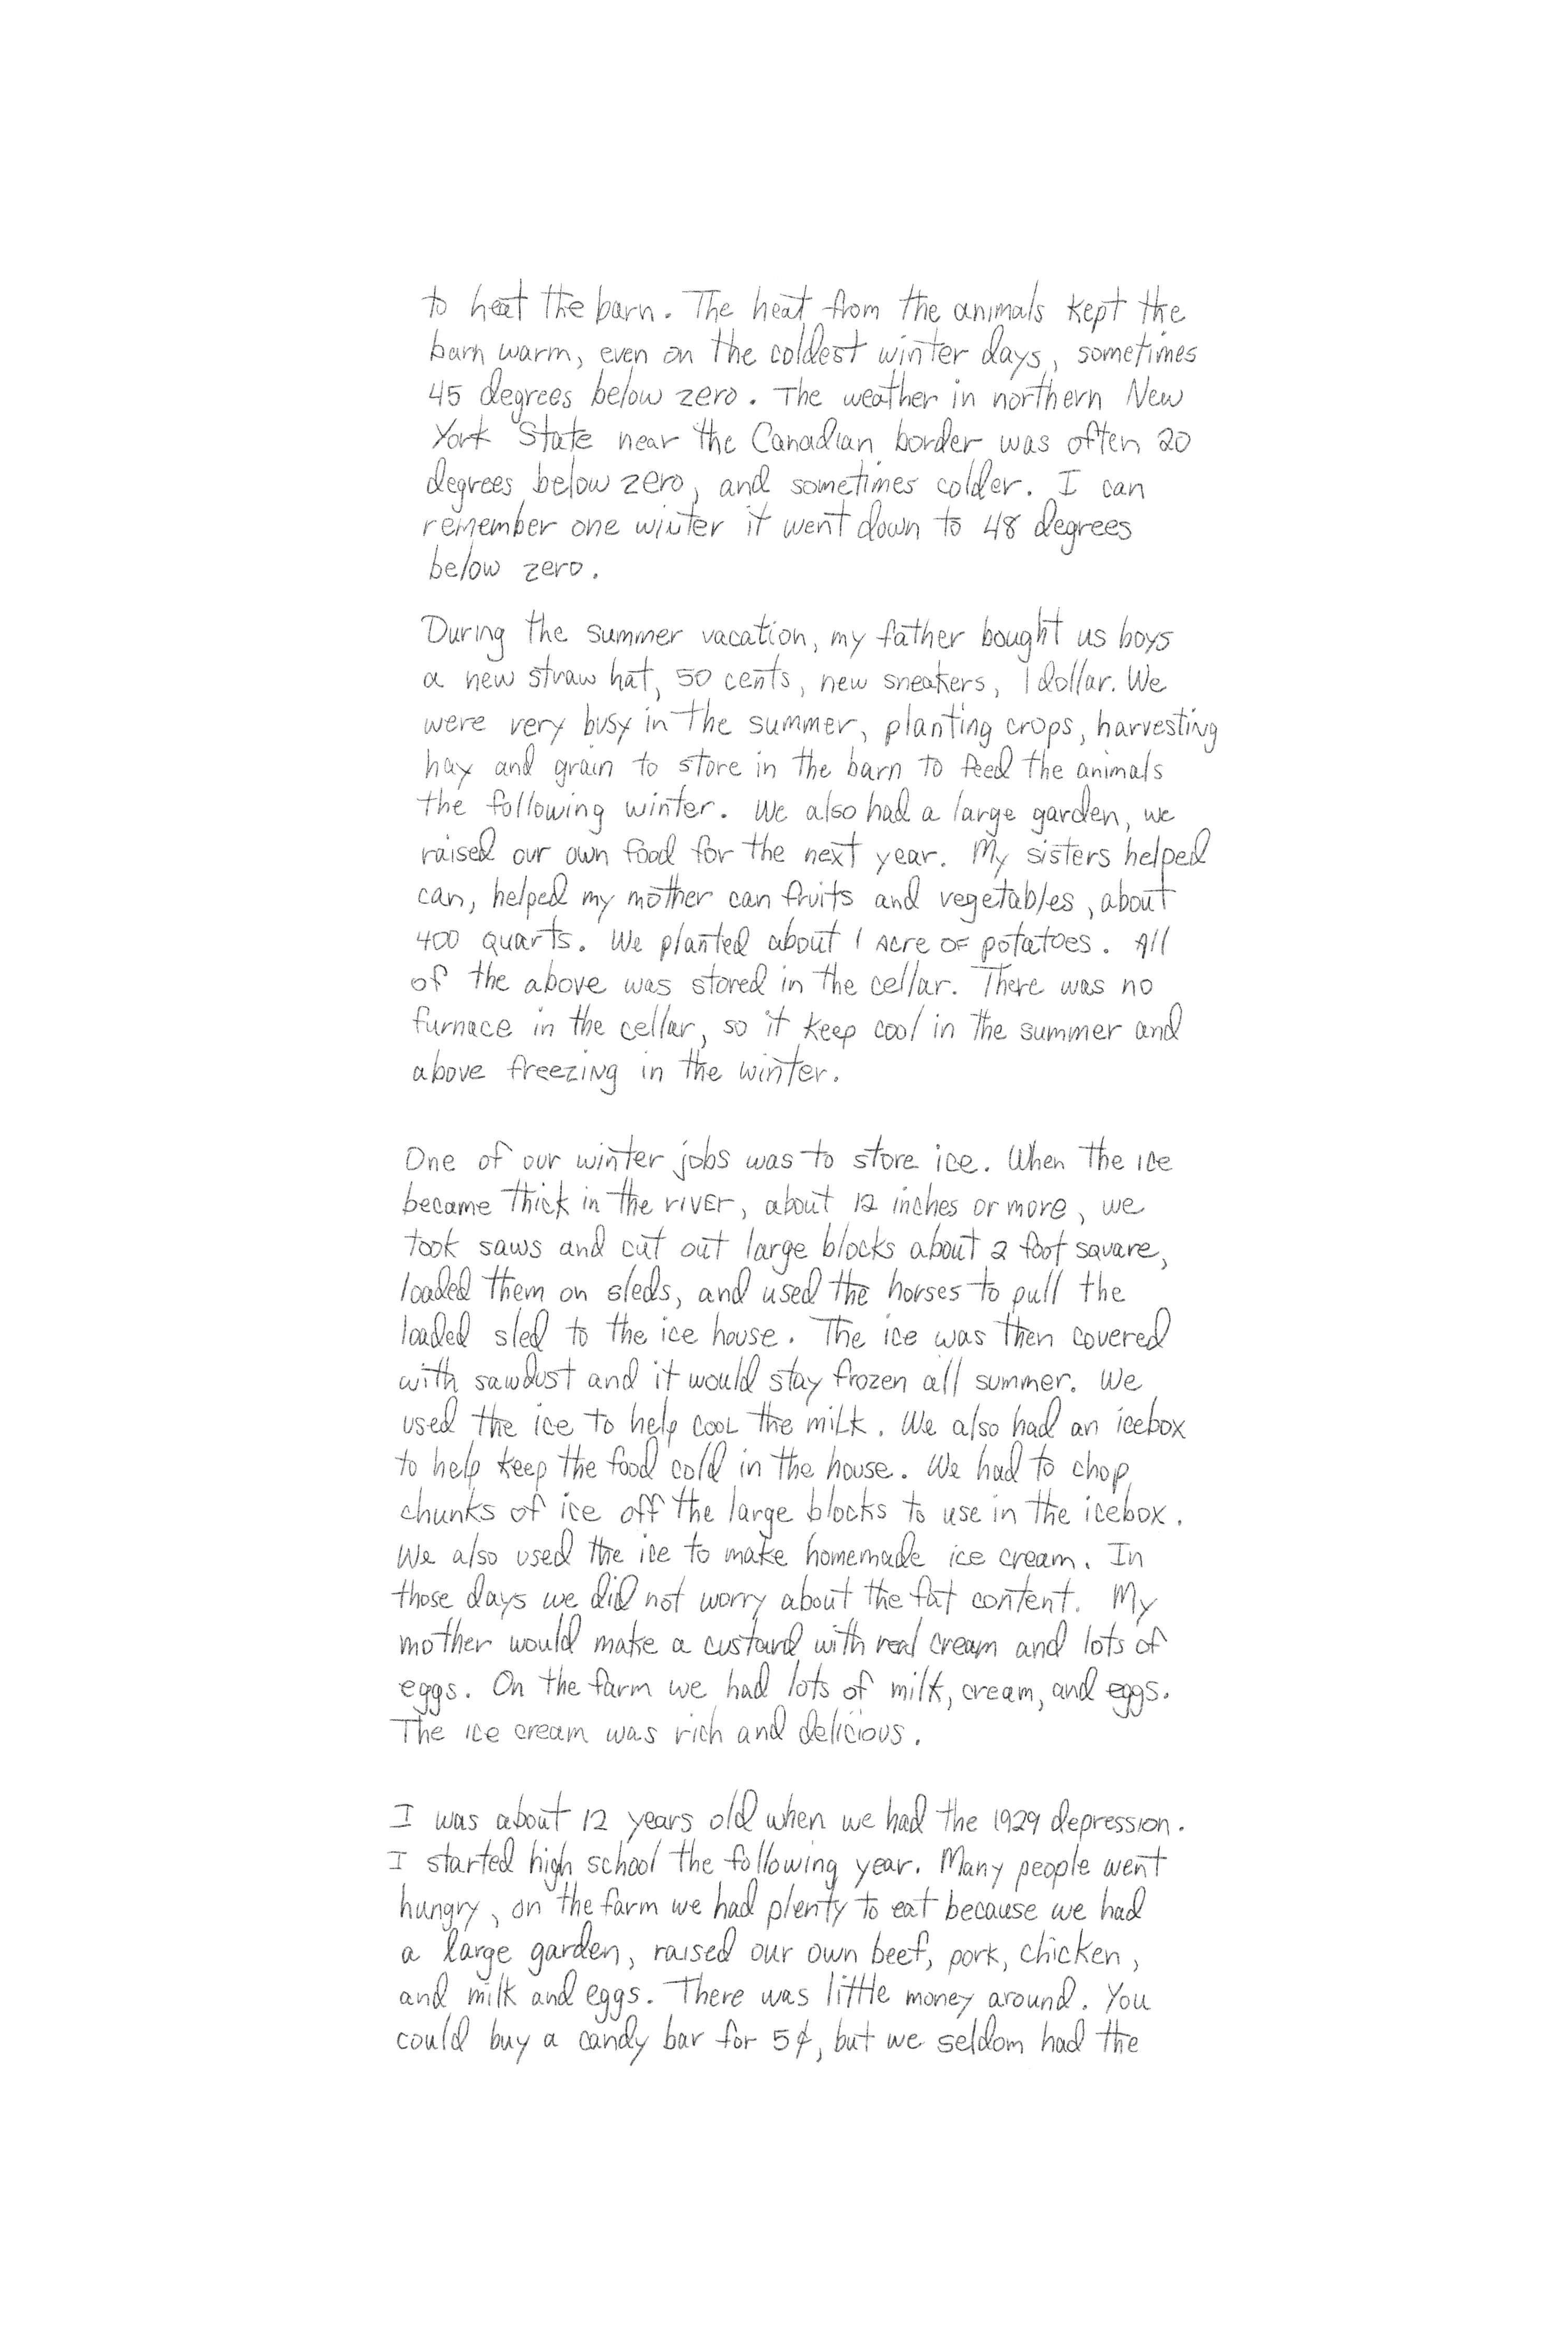 to heat the barn. The heat from the animals kept the
barn warm, even on the coldest winter days, sometimes
45 degrees below zero. The weather in northern New
York State near the Canadian border was often 20
degrees below zero, and sometimes colder. I can
remember one winter it went down to 48 degrees
below zero.
During the summer vacation, my father bought us boys
a new straw hat, 50 cents, new sneakers, 1 dollar. We
were very busy in the summer, planting crops, harvesting
hay and grain to store in the barn to feed the animals
the following winter. We also had a large garden, we
raised our own food for the next year. My sisters helped
can, helped my mother can fruits and vegetables, about
400 quarts. We planted about 1 acre of potatoes. All
of the above was stored in the cellar. There was no
furnace in the cellar, so it keep cool in the summer and
above freezing in the winter.
One of our winter jobs was to store ice. When the ice
became thick in the river, about 12 inches or more, we
took saws and cut out large blocks about 2 foot square,
loaded them on sleds, and used the horses to pull the
loaded sled to the ice house. The ice was then covered
with sawdust and it would stay frozen all summer. We
used the ice to help cool the milk. We also had an icebox
to help keep the food cold in the house. We had to chop
chunks of ice off the large blocks to use in the icebox.
We also used the ice to make homemade ice cream. In
those days we did not worry about the fat content. My
mother would make a custard with real cream and lots of
eggs. On the farm we had lots of milk, cream, and eggs.
The ice cream was rich and delicious.
I was about 12 years old when we had the 1929 depression.
I started high school the following year. Many people went
hungry, on the farm we had plenty to eat because we had
a large garden, raised our own beef, pork, chicken,
and milk and eggs. There was little money around. You
could buy a candy bar for 5¢, but we seldom had the